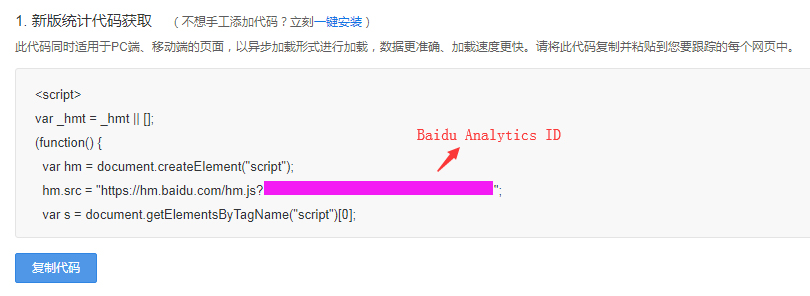 1. 新版统计代码获取 （不想手工添加代码？立刻一键安装）
此代码同时适用于PC端、移动端的页面，以异步加载形式进行加载，数据更准确、加载速度更快。请将此代码复制并粘贴到您要跟踪的每个网页中。
<script>
var _hmt = _hmt || [];
(function() {
Baidu Analytics ID
var hm = document.createElement("script");
hm.src = "https://hm.baidu.com/hm.js?";
var s = document.getElementsByTagName("script")[0];
复制代码